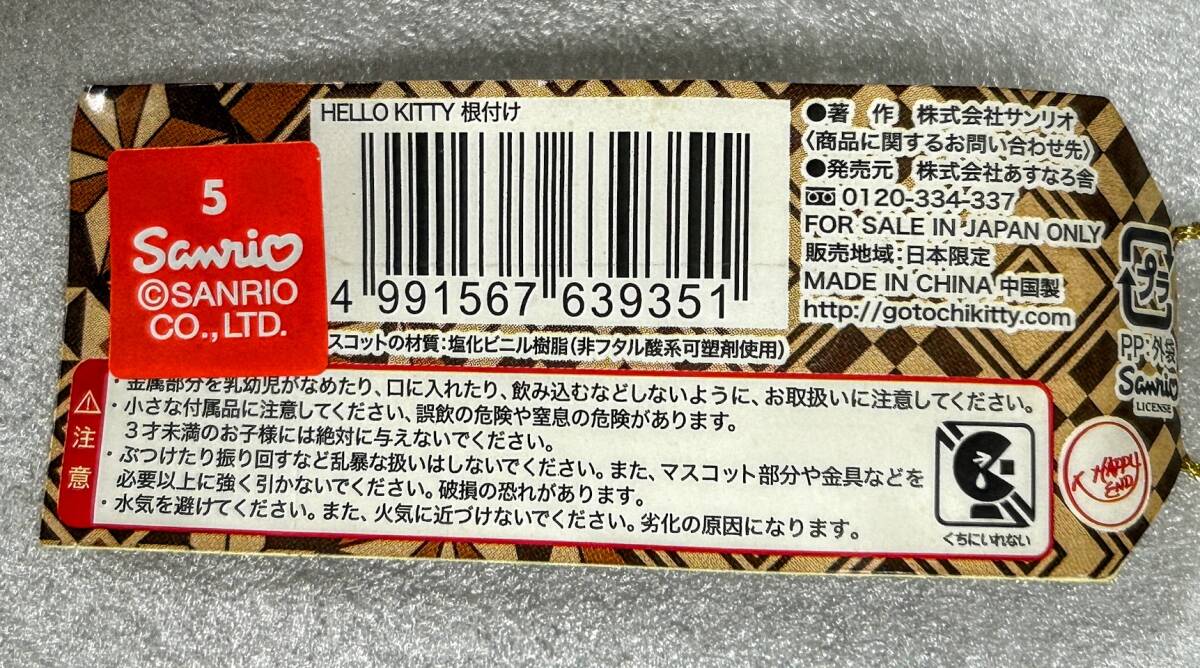 HELLO KITTY 根付け
4 991567 639351
5
Sanrio
©SANRIO
CO.,LTD.
●著 作 株式会社サンリオ
〈商品に関するお問い合わせ先〉
●発売元 株式会社あすなろ舎
0120-334-337
FOR SALE IN JAPAN ONLY
販売地域:日本限定
MADE IN CHINA 中国製
http://gotochikitty.com
スコットの材質:塩化ビニル樹脂(非フタル酸系可塑剤使用)
プラ
PP:外袋
Sanrio
LICENSE
注意
・金属部分を乳幼児がなめたり、口に入れたり、飲み込むなどしないように、お取扱いに注意してください。
・小さな付属品に注意してください、誤飲の危険や窒息の危険があります。
3才未満のお子様には絶対に与えないでください。
・ぶつけたり振り回すなど乱暴な扱いはしないでください。また、マスコット部分や金具などを
必要以上に強く引かないでください。破損の恐れがあります。
・水気を避けてください。また、火気に近づけないでください。劣化の原因になります。
くちにいれない
HAPPY
END